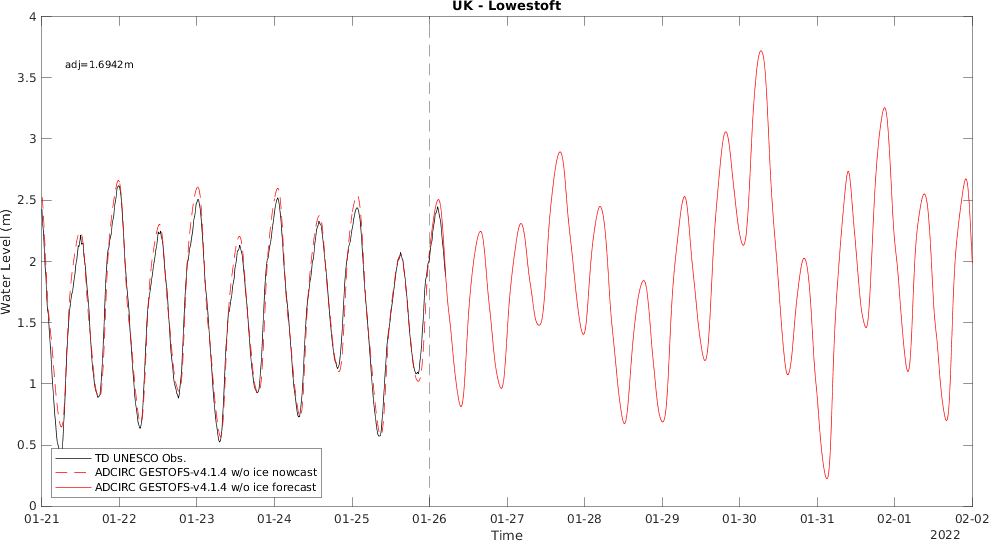 UK - Lowestoft
4
3.5
3
2.5
2
1.5
1
0.5
0
Water Level (m)
adj=1.6942m
TD UNESCO Obs.
ADCIRC GESTOFS-v4.1.4 w/o ice nowcast
ADCIRC GESTOFS-v4.1.4 w/o ice forecast
01-21 01-22 01-23 01-24 01-25 01-26 01-27 01-28 01-29 01-30 01-31 02-01 02-02
Time
2022